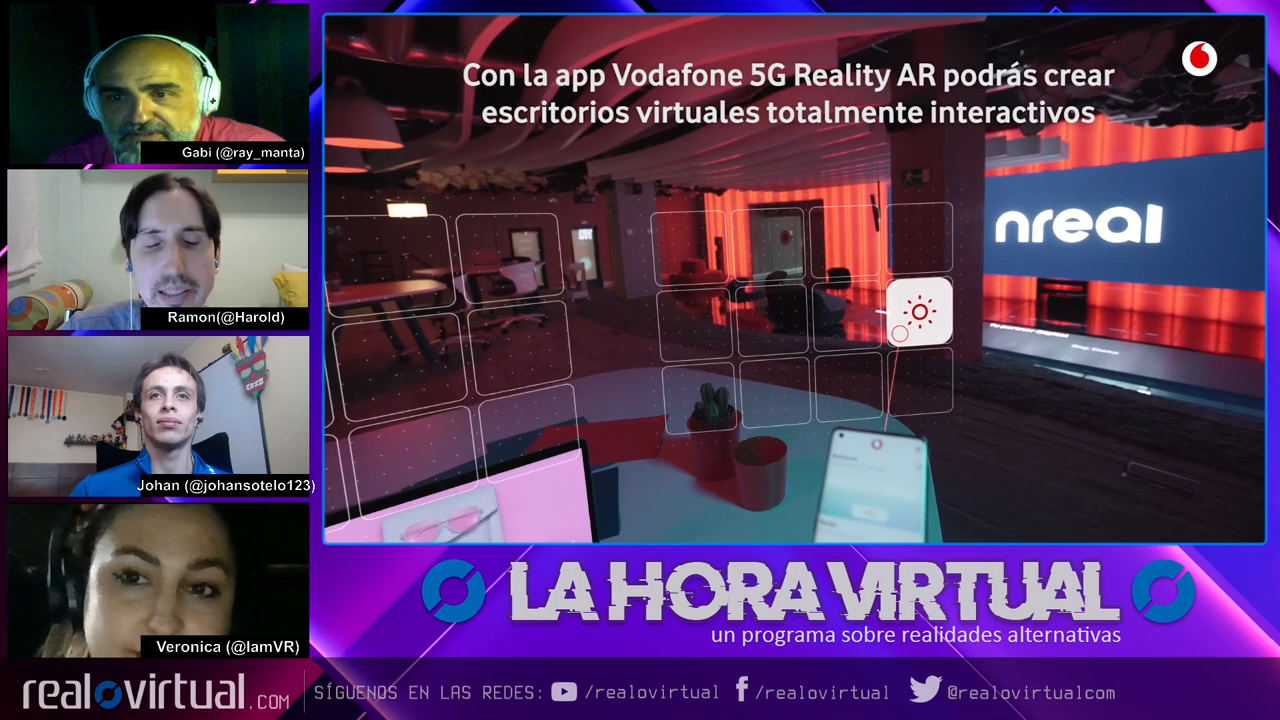 Con la app Vodafone 5G Reality AR podrás crear
escritorios virtuales totalmente interactivos
nreal
Gabi (@ray_manta)
Ramon(@Harold)
Johan (@johansotelo123)
Veronica (@IamVR)
LA HORA VIRTUAL
un programa sobre realidades alternativas
realovirtual.com
SÍGUENOS EN LAS REDES:
/realovirtual
/realovirtual
@realovirtualcom